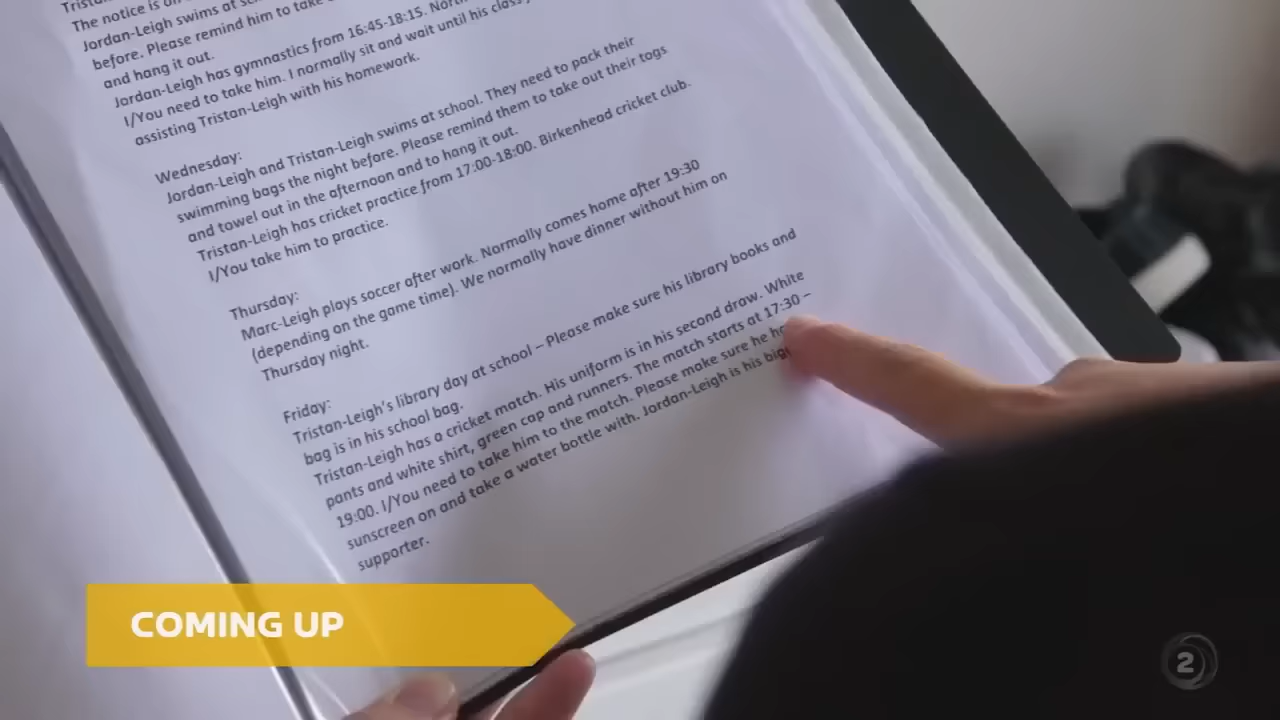 Tristan
The notice is on
Jordan-Leigh swims at
before. Please remind him to take
and hang it out.
Jordan-Leigh has gymnastics from 16:45-18:15.
I/You need to take him. I normally sit and wait until his class
assisting Tristan-Leigh with his homework.
Wednesday:
Jordan-Leigh and Tristan-Leigh swims at school. They need to pack their
swimming bags the night before. Please remind them to take out their togs
and towel out in the afternoon and to hang it out.
Tristan-Leigh has cricket practice from 17:00-18:00. Birkenhead cricket club.
I/You take him to practice.
Thursday:
Marc-Leigh plays soccer after work. Normally comes home after 19:30
(depending on the game time). We normally have dinner without him on
Thursday night.
Friday:
Tristan-Leigh's library day at school – Please make sure his library books and
bag is in his school bag.
Tristan-Leigh has a cricket match. His uniform is in his second draw. White
pants and white shirt, green cap and runners. The match starts at 17:30 –
19:00. I/You need to take him to the match. Please make sure he
sunscreen on and take a water bottle with. Jordan-Leigh is his
supporter.
COMING UP
2